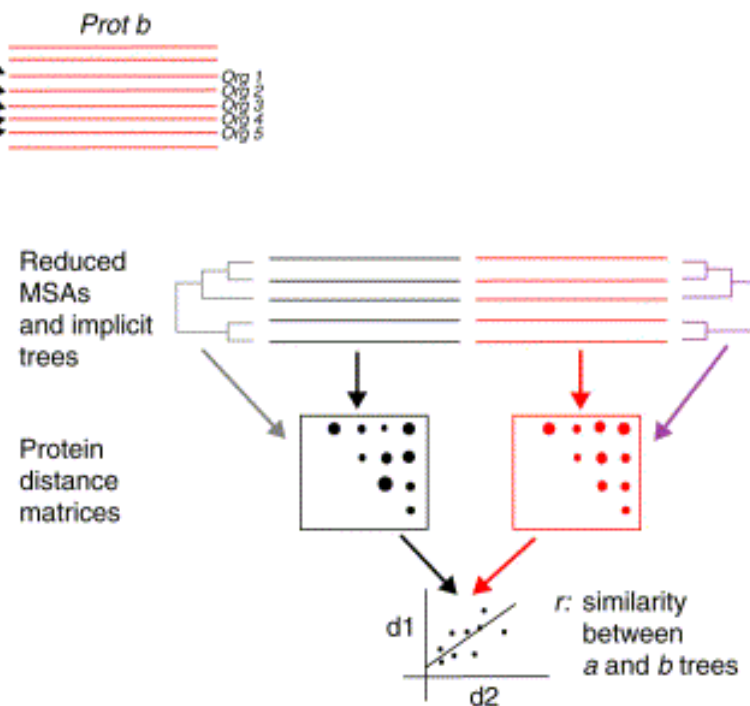 Prot b
Org 1
Org 2
Org 3
Org 4
Org 5
Reduced
MSAs
and implicit
trees
Protein
distance
matrices
d1
d2
r: similarity
between
a and b trees